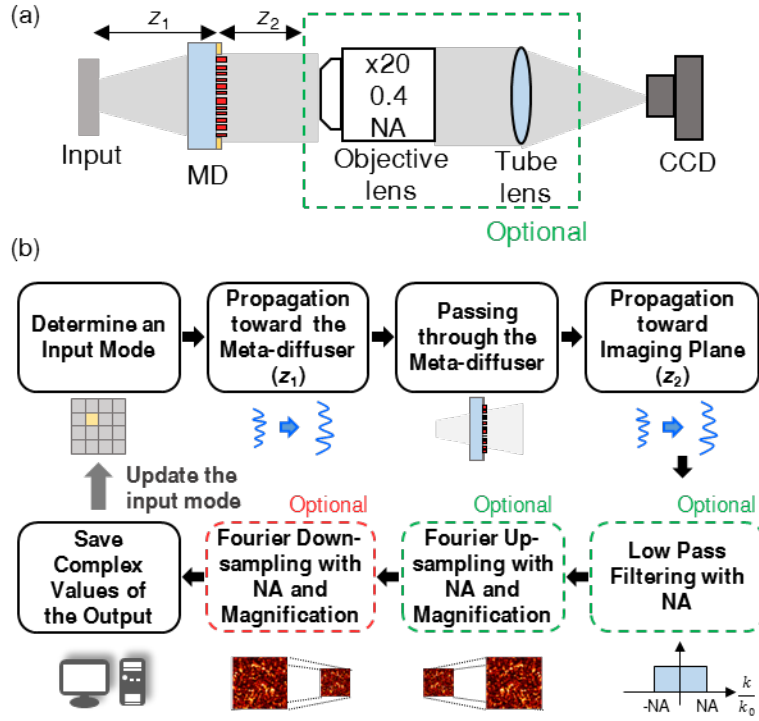 (a)
z₁
z₂
x20
0.4
NA
Input
MD
Objective
lens
Tube
lens
CCD
Optional
(b)
Determine an
Input Mode
Propagation
toward the
Meta-diffuser
(z₁)
Passing
through the
Meta-diffuser
Propagation
toward
Imaging Plane
(z₂)
Update the
input mode
Optional
Optional
Optional
Save
Complex
Values of
the Output
Fourier Down-
sampling with
NA and
Magnification
Fourier Up-
sampling with
NA and
Magnification
Low Pass
Filtering with
NA
-NA
NA
k
k₀